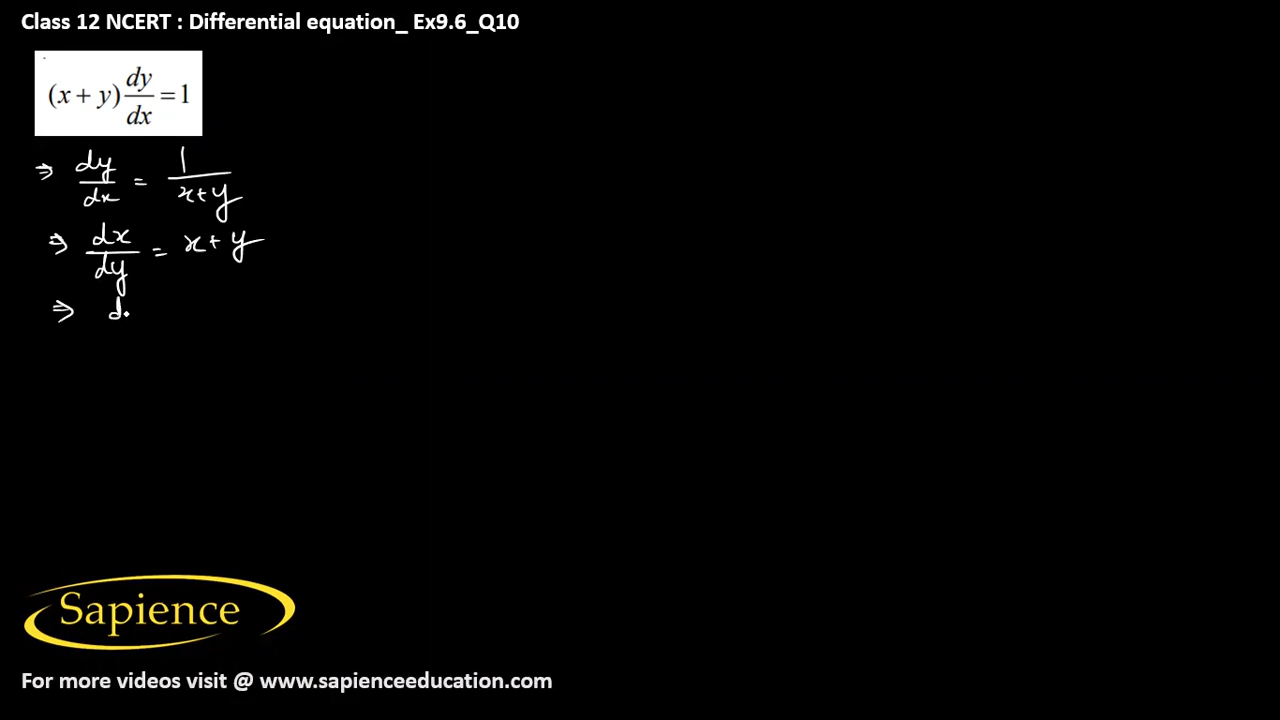 Class 12 NCERT : Differential equation_ Ex9.6_Q10
(x + y) dy/dx = 1
⇒ dy/dx = 1/(x+y)
⇒ dx/dy = x+y
⇒ d
Sapience
For more videos visit @ www.sapienceeducation.com